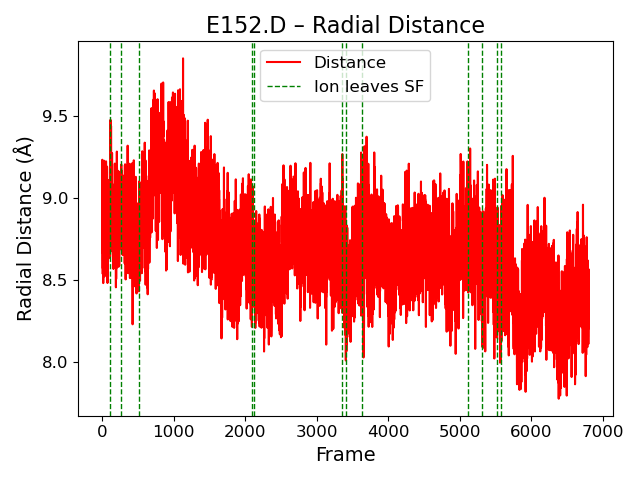 E152.D – Radial Distance
Distance
Ion leaves SF
9.5
9.0
8.5
8.0
Radial Distance (Å)
0 1000 2000 3000 4000 5000 6000 7000
Frame